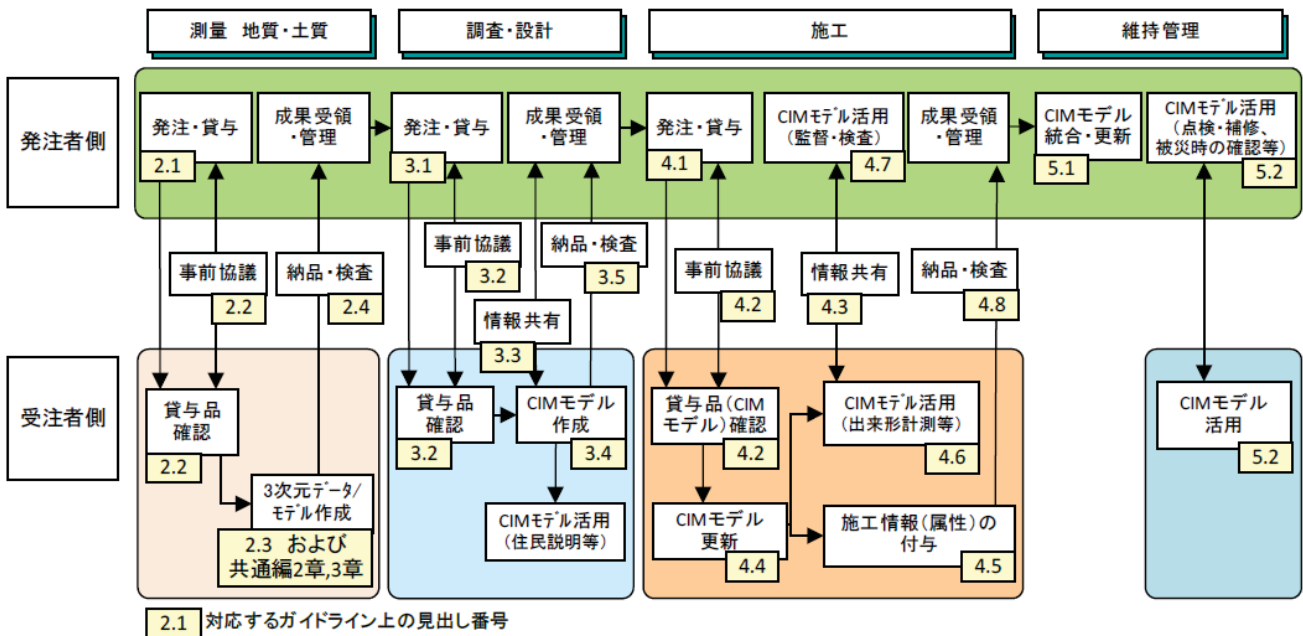 測量 地質・土質
調査・設計
施工
維持管理
発注者側
発注・貸与
2.1
成果受領
・管理
発注・貸与
3.1
成果受領
・管理
発注・貸与
4.1
CIMモデル活用
(監督・検査)
4.7
成果受領
・管理
CIMモデル
統合・更新
5.1
CIMモデル活用
(点検・補修、
被災時の確認等)
5.2
事前協議
2.2
納品・検査
2.4
事前協議
3.2
納品・検査
3.5
情報共有
3.3
事前協議
4.2
情報共有
4.3
納品・検査
4.8
受注者側
貸与品
確認
2.2
3次元データ/
モデル作成
2.3 および
共通編2章,3章
貸与品
確認
3.2
CIMモデル
作成
3.4
CIMモデル活用
(住民説明等)
貸与品(CIM
モデル)確認
4.2
CIMモデル
更新
4.4
CIMモデル活用
(出来形計測等)
4.6
施工情報(属性)の
付与
4.5
CIMモデル
活用
5.2
2.1 対応するガイドライン上の見出し番号